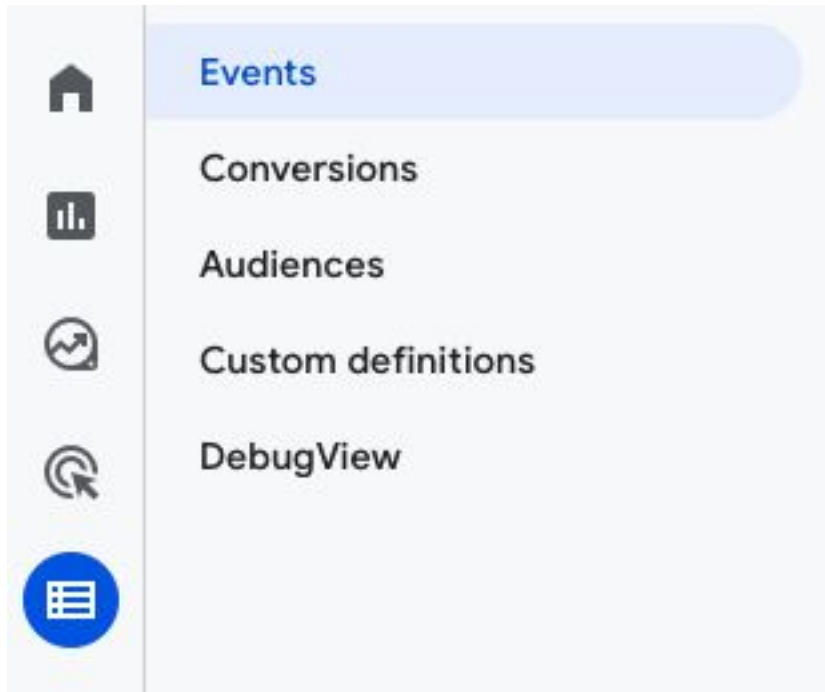 Events
Conversions
Audiences
Custom definitions
DebugView